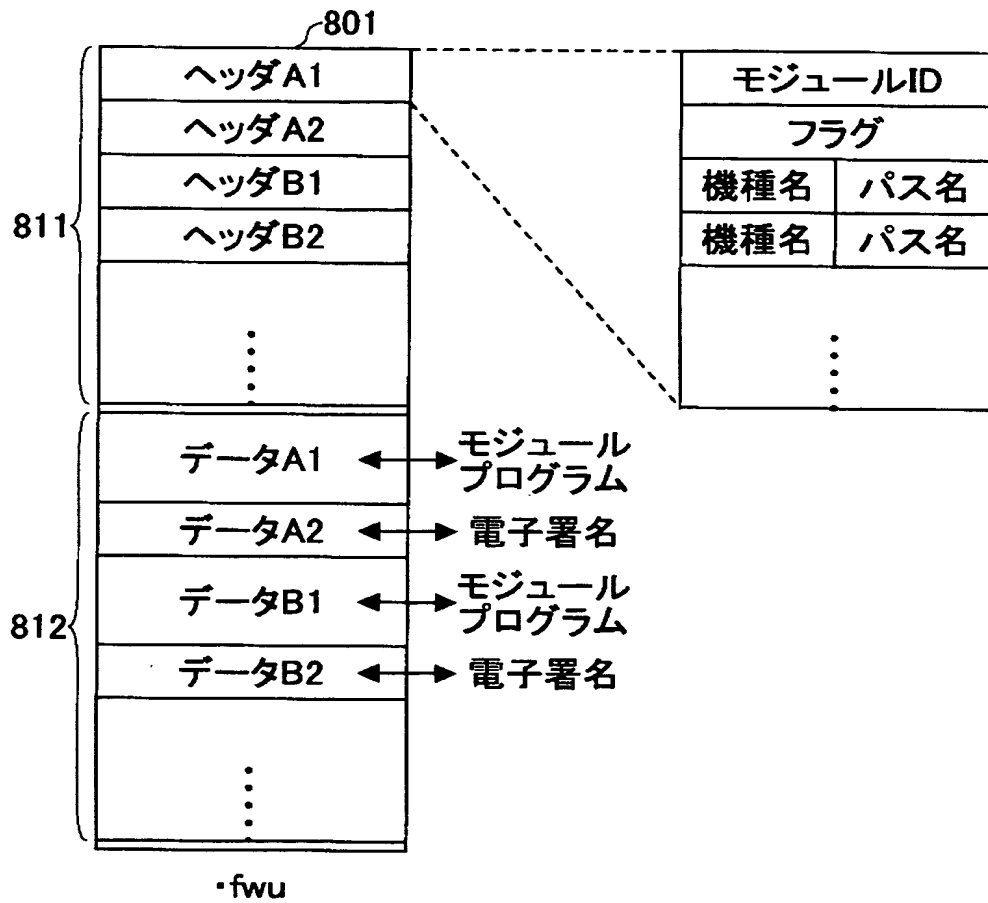 801
ヘッダA1
ヘッダA2
ヘッダB1
ヘッダB2
811
モジュールID
フラグ
機種名 パス名
機種名 パス名
データA1 モジュール
プログラム
データA2 電子署名
データB1 モジュール
プログラム
データB2 電子署名
812
・fwu